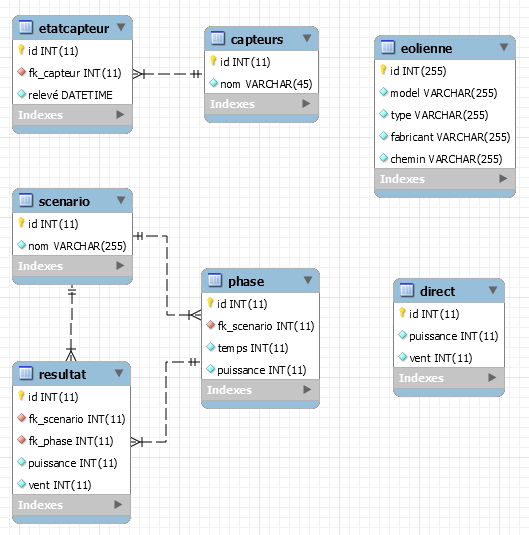 etatcapteur
id INT(11)
fk_capteur INT(11)
relevé DATETIME
Indexes
capteurs
id INT(11)
nom VARCHAR(45)
Indexes
eolienne
id INT(255)
model VARCHAR(255)
type VARCHAR(255)
fabricant VARCHAR(255)
chemin VARCHAR(255)
Indexes
scenario
id INT(11)
nom VARCHAR(255)
Indexes
phase
id INT(11)
fk_scenario INT(11)
temps INT(11)
puissance INT(11)
Indexes
direct
id INT(11)
puissance INT(11)
vent INT(11)
Indexes
resultat
id INT(11)
fk_scenario INT(11)
fk_phase INT(11)
puissance INT(11)
vent INT(11)
Indexes